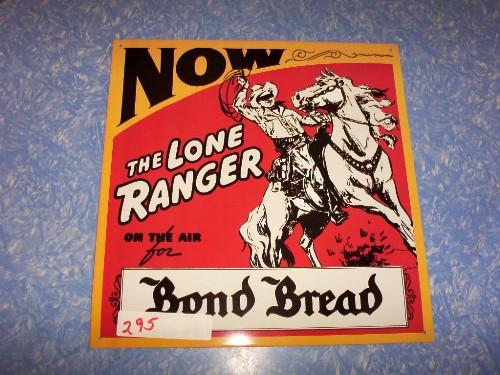 NOW
THE LONE
RANGER
ON THE AIR
for
Bond Bread
295